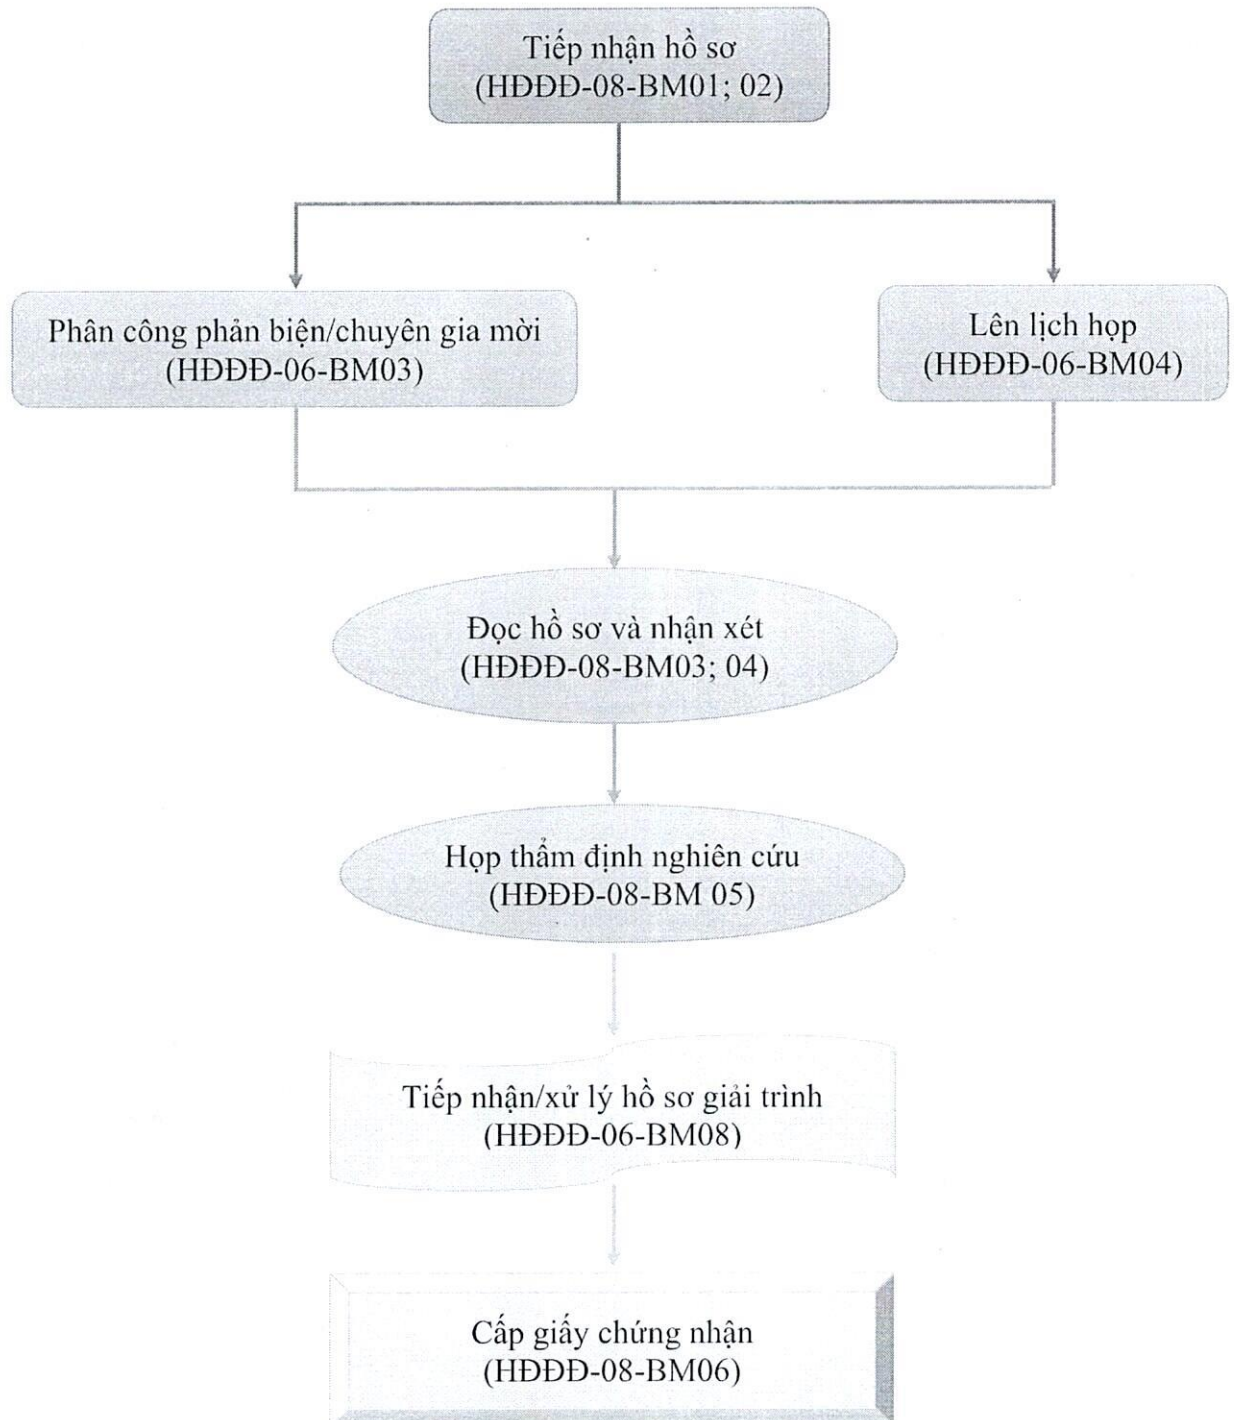 Tiếp nhận hồ sơ
(HĐĐĐ-08-BM01; 02)
Phân công phản biện/chuyên gia mời
(HĐĐĐ-06-BM03)
Lên lịch họp
(HĐĐĐ-06-BM04)
Đọc hồ sơ và nhận xét
(HĐĐĐ-08-BM03; 04)
Họp thẩm định nghiên cứu
(HĐĐĐ-08-BM 05)
Tiếp nhận/xử lý hồ sơ giải trình
(HĐĐĐ-06-BM08)
Cấp giấy chứng nhận
(HĐĐĐ-08-BM06)